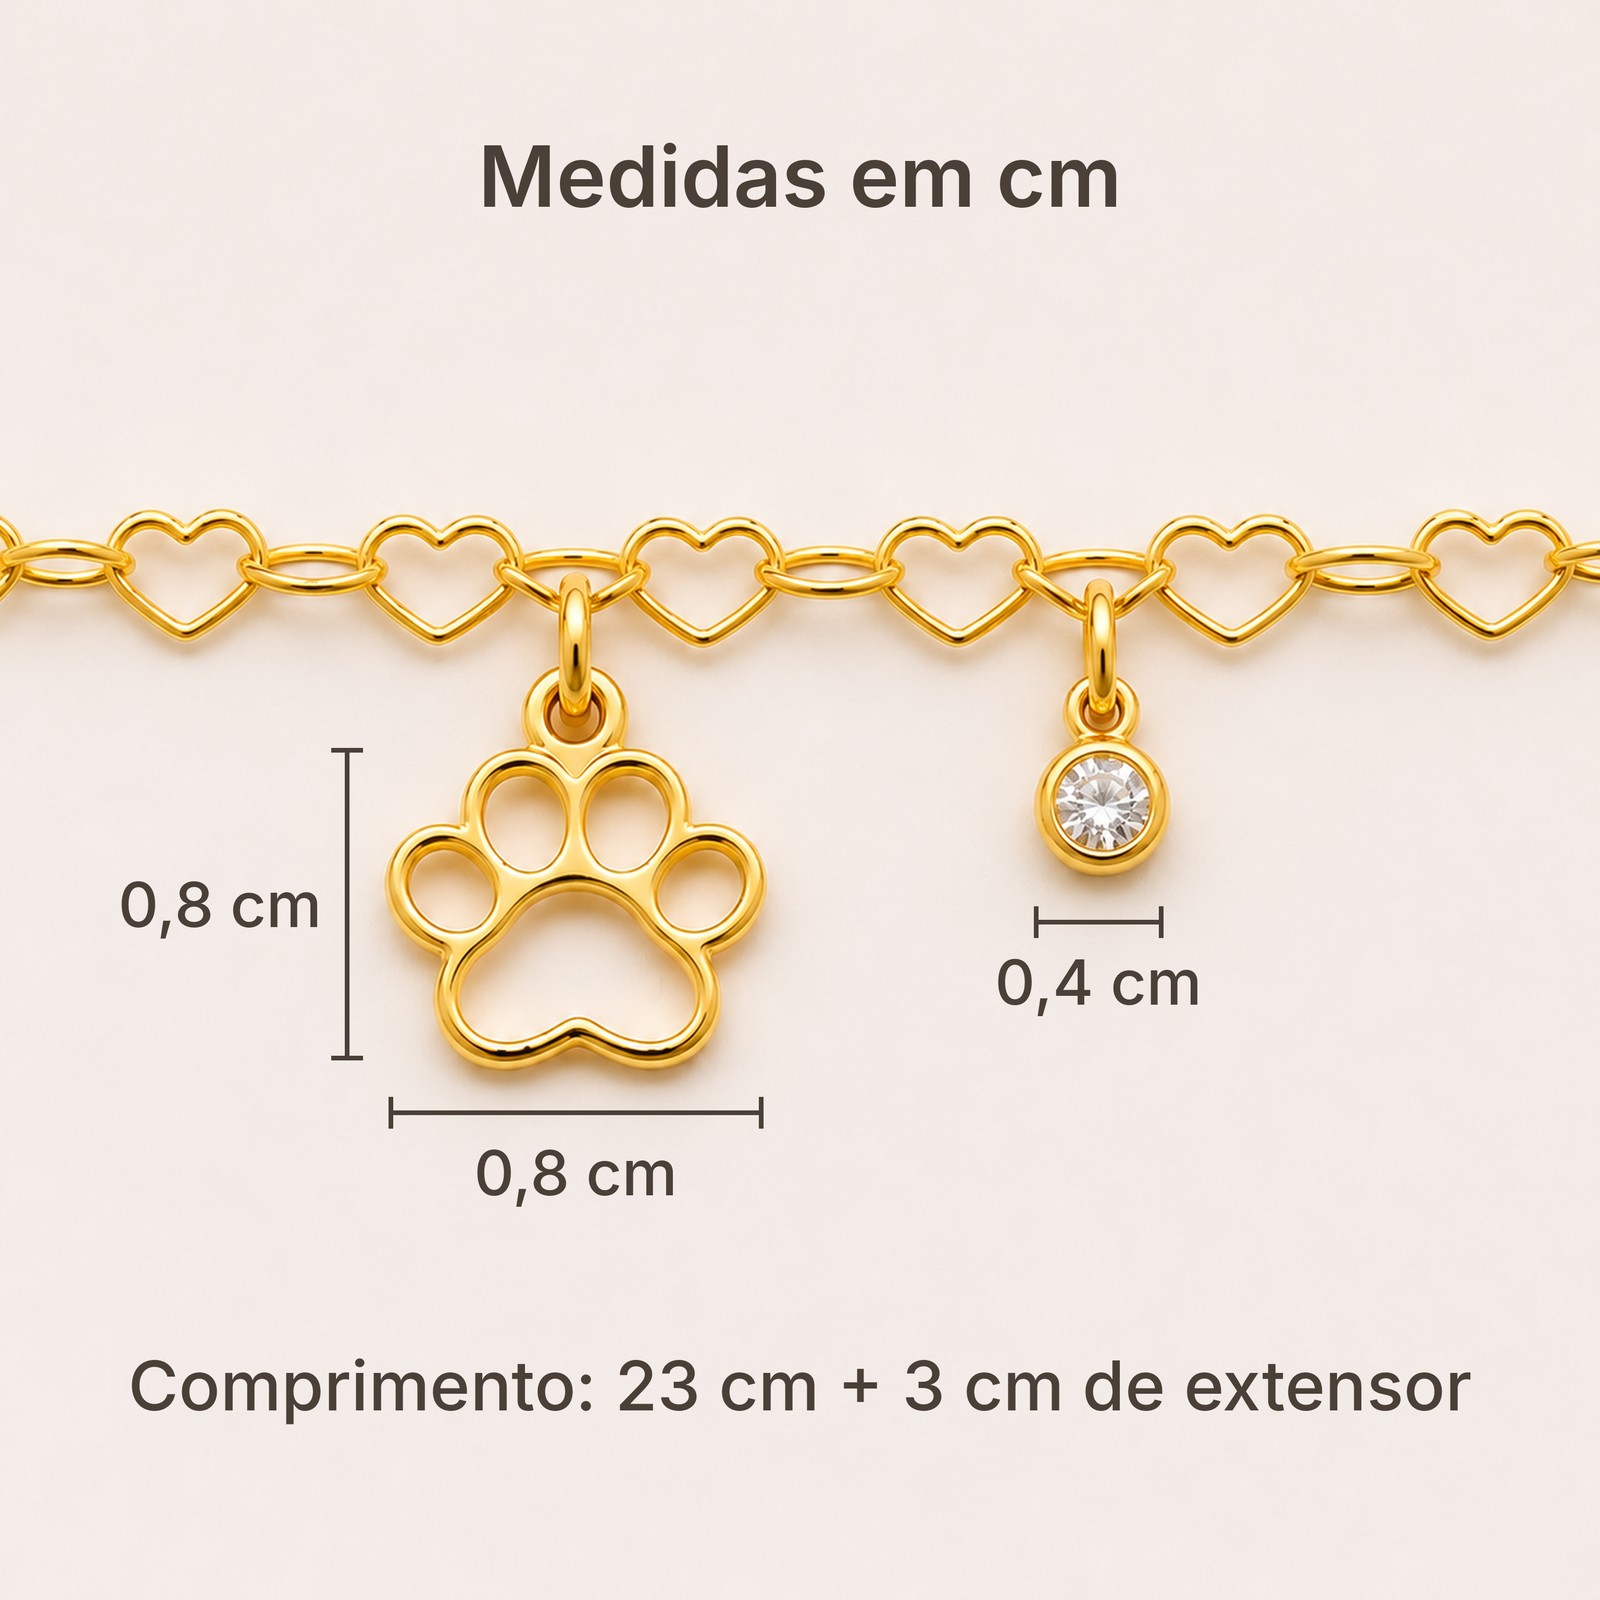 Medidas em cm
0,8 cm
0,4 cm
0,8 cm
Comprimento: 23 cm + 3 cm de extensor